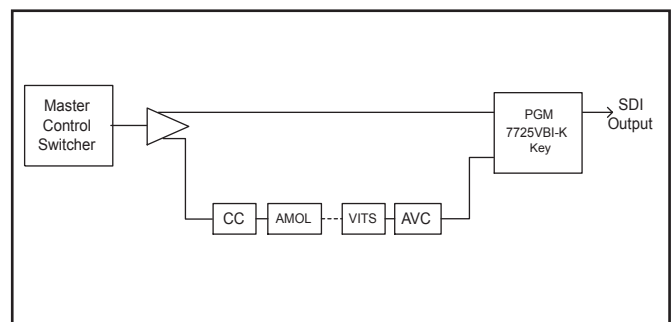 Master
Control
Switcher
PGM
7725VBI-K
Key
SDI
Output
CC
AMOL
VITS
AVC